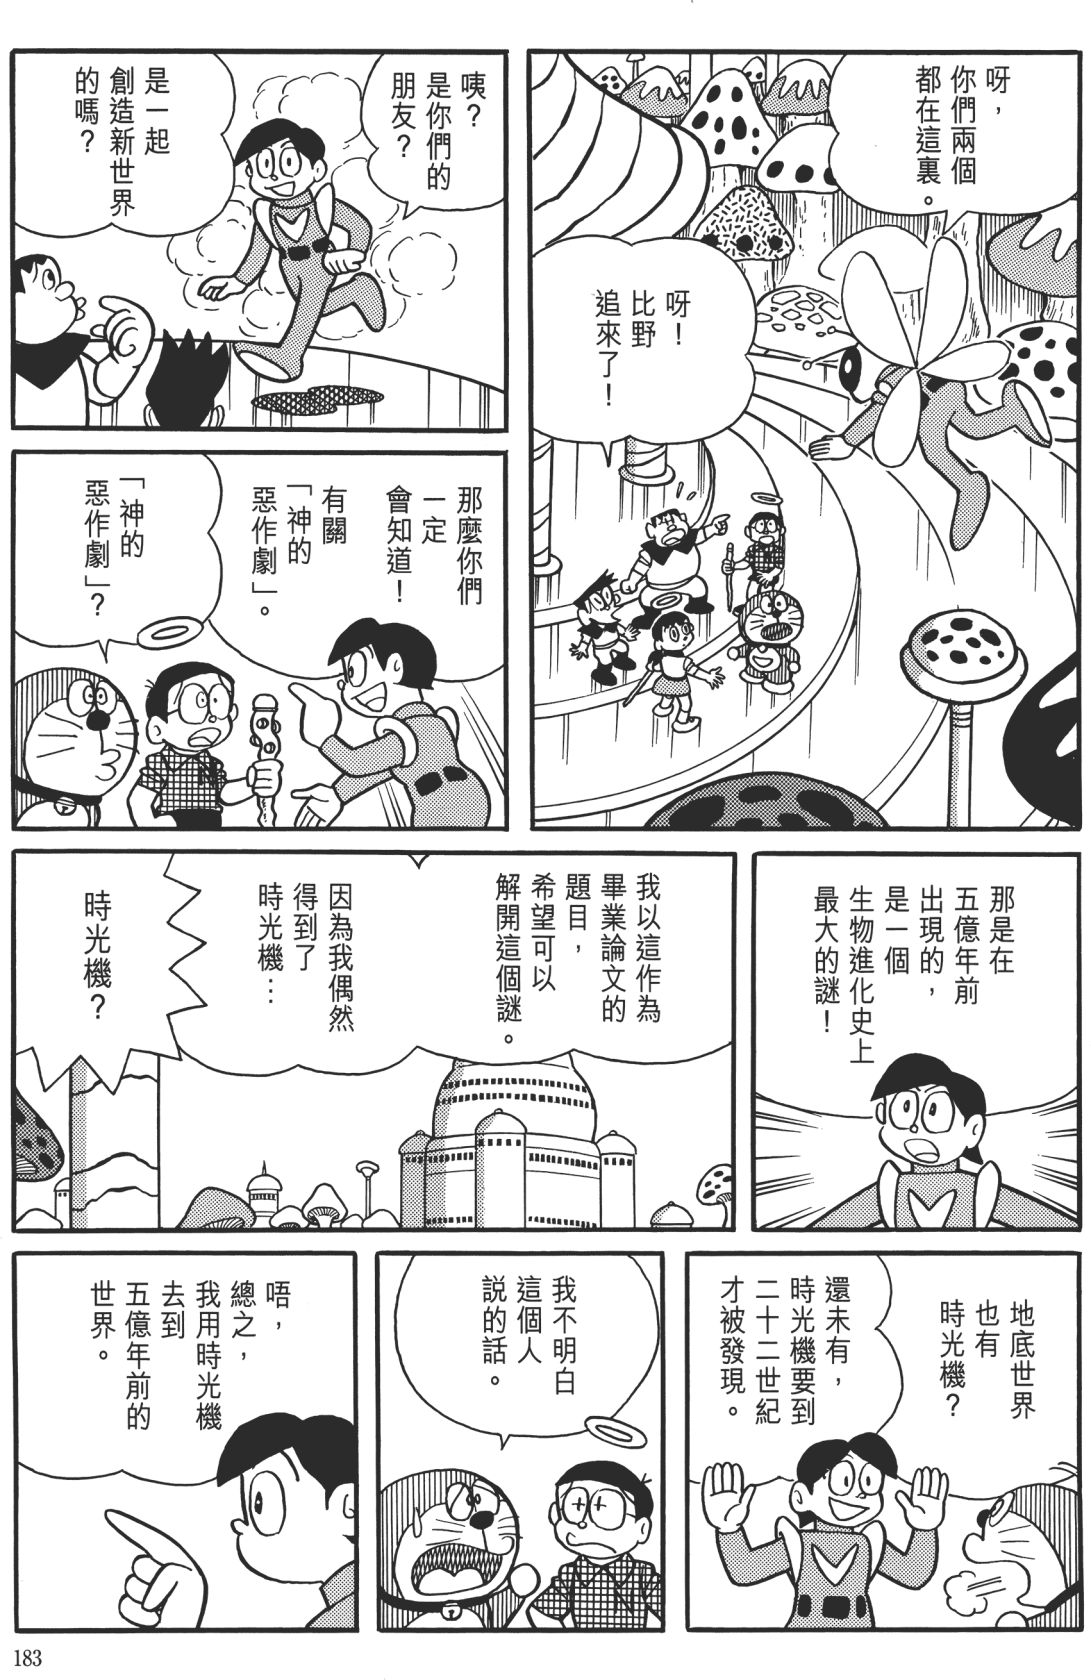 呀，
你們兩個
都在這裏。
呀！
比野
追來了！
咦？
是你們的
朋友？
是一起
創造新世界
的嗎？
那麼你們
一定
會知道！
有關
「神的
惡作劇」。
「神的
惡作劇」？
那是在
五億年前
出現的，
是一個
生物進化史上
最大的謎！
我以這作為
畢業論文的
題目，
希望可以
解開這個謎。
因為我偶然
得到了
時光機…
時光機？
地底世界
也有
時光機？
還未有，
時光機要到
二十二世紀
才被發現。
我不明白
這個人
說的話。
唔，
總之，
我用時光機
去到
五億年前的
世界。
183